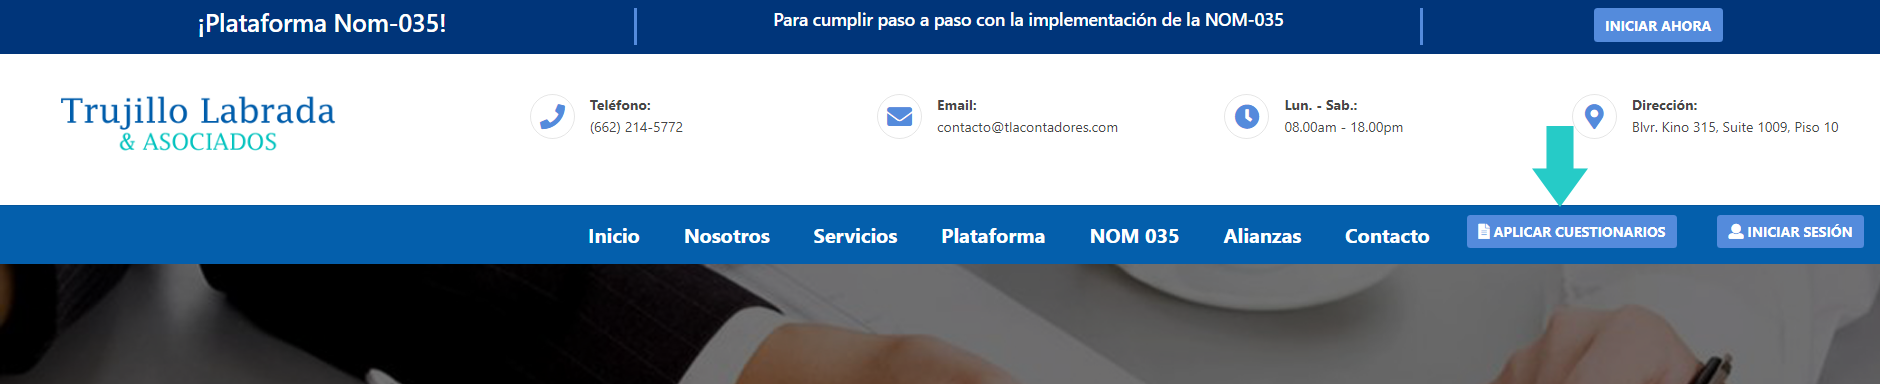 ¡Plataforma Nom-035!
Para cumplir paso a paso con la implementación de la NOM-035
INICIAR AHORA
Trujillo Labrada
& ASOCIADOS
Teléfono:
(662) 214-5772
Email:
contacto@tlacontadores.com
Lun. - Sab.:
08.00am - 18.00pm
Dirección:
Blvr. Kino 315, Suite 1009, Piso 10
Inicio
Nosotros
Servicios
Plataforma
NOM 035
Alianzas
Contacto
APLICAR CUESTIONARIOS
INICIAR SESIÓN